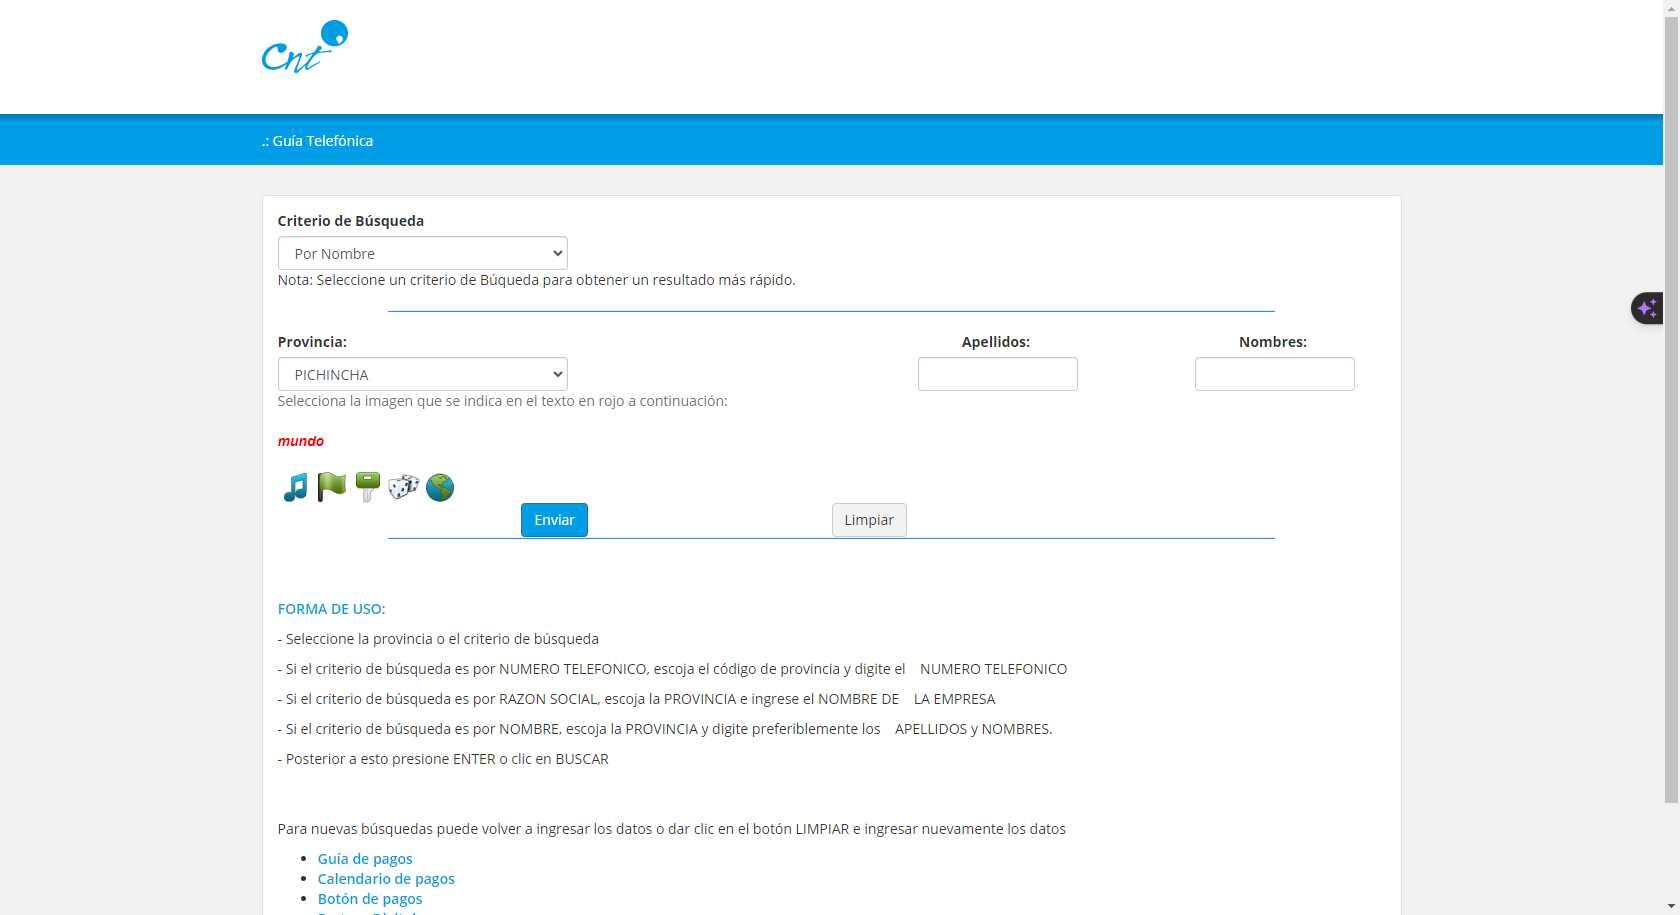 Cnt
.: Guía Telefónica
Criterio de Búsqueda
Por Nombre
Nota: Seleccione un criterio de Búqueda para obtener un resultado más rápido.
Provincia: Apellidos: Nombres:
PICHINCHA
Selecciona la imagen que se indica en el texto en rojo a continuación:
mundo
Enviar Limpiar
FORMA DE USO:
- Seleccione la provincia o el criterio de búsqueda
- Si el criterio de búsqueda es por NUMERO TELEFONICO, escoja el código de provincia y digite el NUMERO TELEFONICO
- Si el criterio de búsqueda es por RAZON SOCIAL, escoja la PROVINCIA e ingrese el NOMBRE DE LA EMPRESA
- Si el criterio de búsqueda es por NOMBRE, escoja la PROVINCIA y digite preferiblemente los APELLIDOS y NOMBRES.
- Posterior a esto presione ENTER o clic en BUSCAR
Para nuevas búsquedas puede volver a ingresar los datos o dar clic en el botón LIMPIAR e ingresar nuevamente los datos
Guía de pagos
Calendario de pagos
Botón de pagos